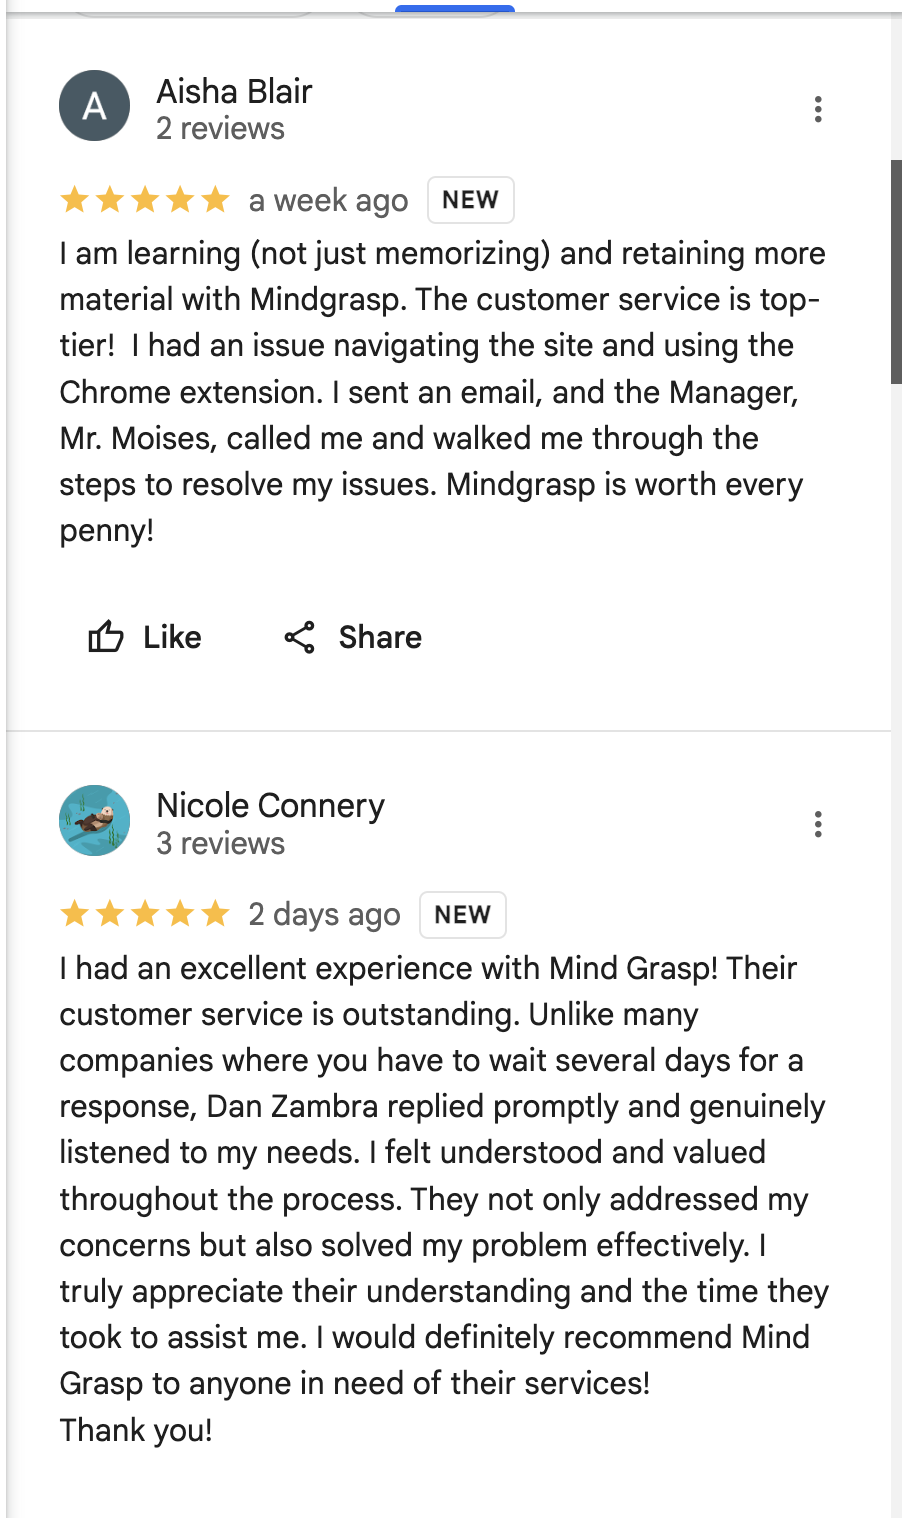 A
Aisha Blair
2 reviews
a week ago NEW
I am learning (not just memorizing) and retaining more
material with Mindgrasp. The customer service is top-
tier!  I had an issue navigating the site and using the
Chrome extension. I sent an email, and the Manager,
Mr. Moises, called me and walked me through the
steps to resolve my issues. Mindgrasp is worth every
penny!
Like Share
Nicole Connery
3 reviews
2 days ago NEW
I had an excellent experience with Mind Grasp! Their
customer service is outstanding. Unlike many
companies where you have to wait several days for a
response, Dan Zambra replied promptly and genuinely
listened to my needs. I felt understood and valued
throughout the process. They not only addressed my
concerns but also solved my problem effectively. I
truly appreciate their understanding and the time they
took to assist me. I would definitely recommend Mind
Grasp to anyone in need of their services!
Thank you!